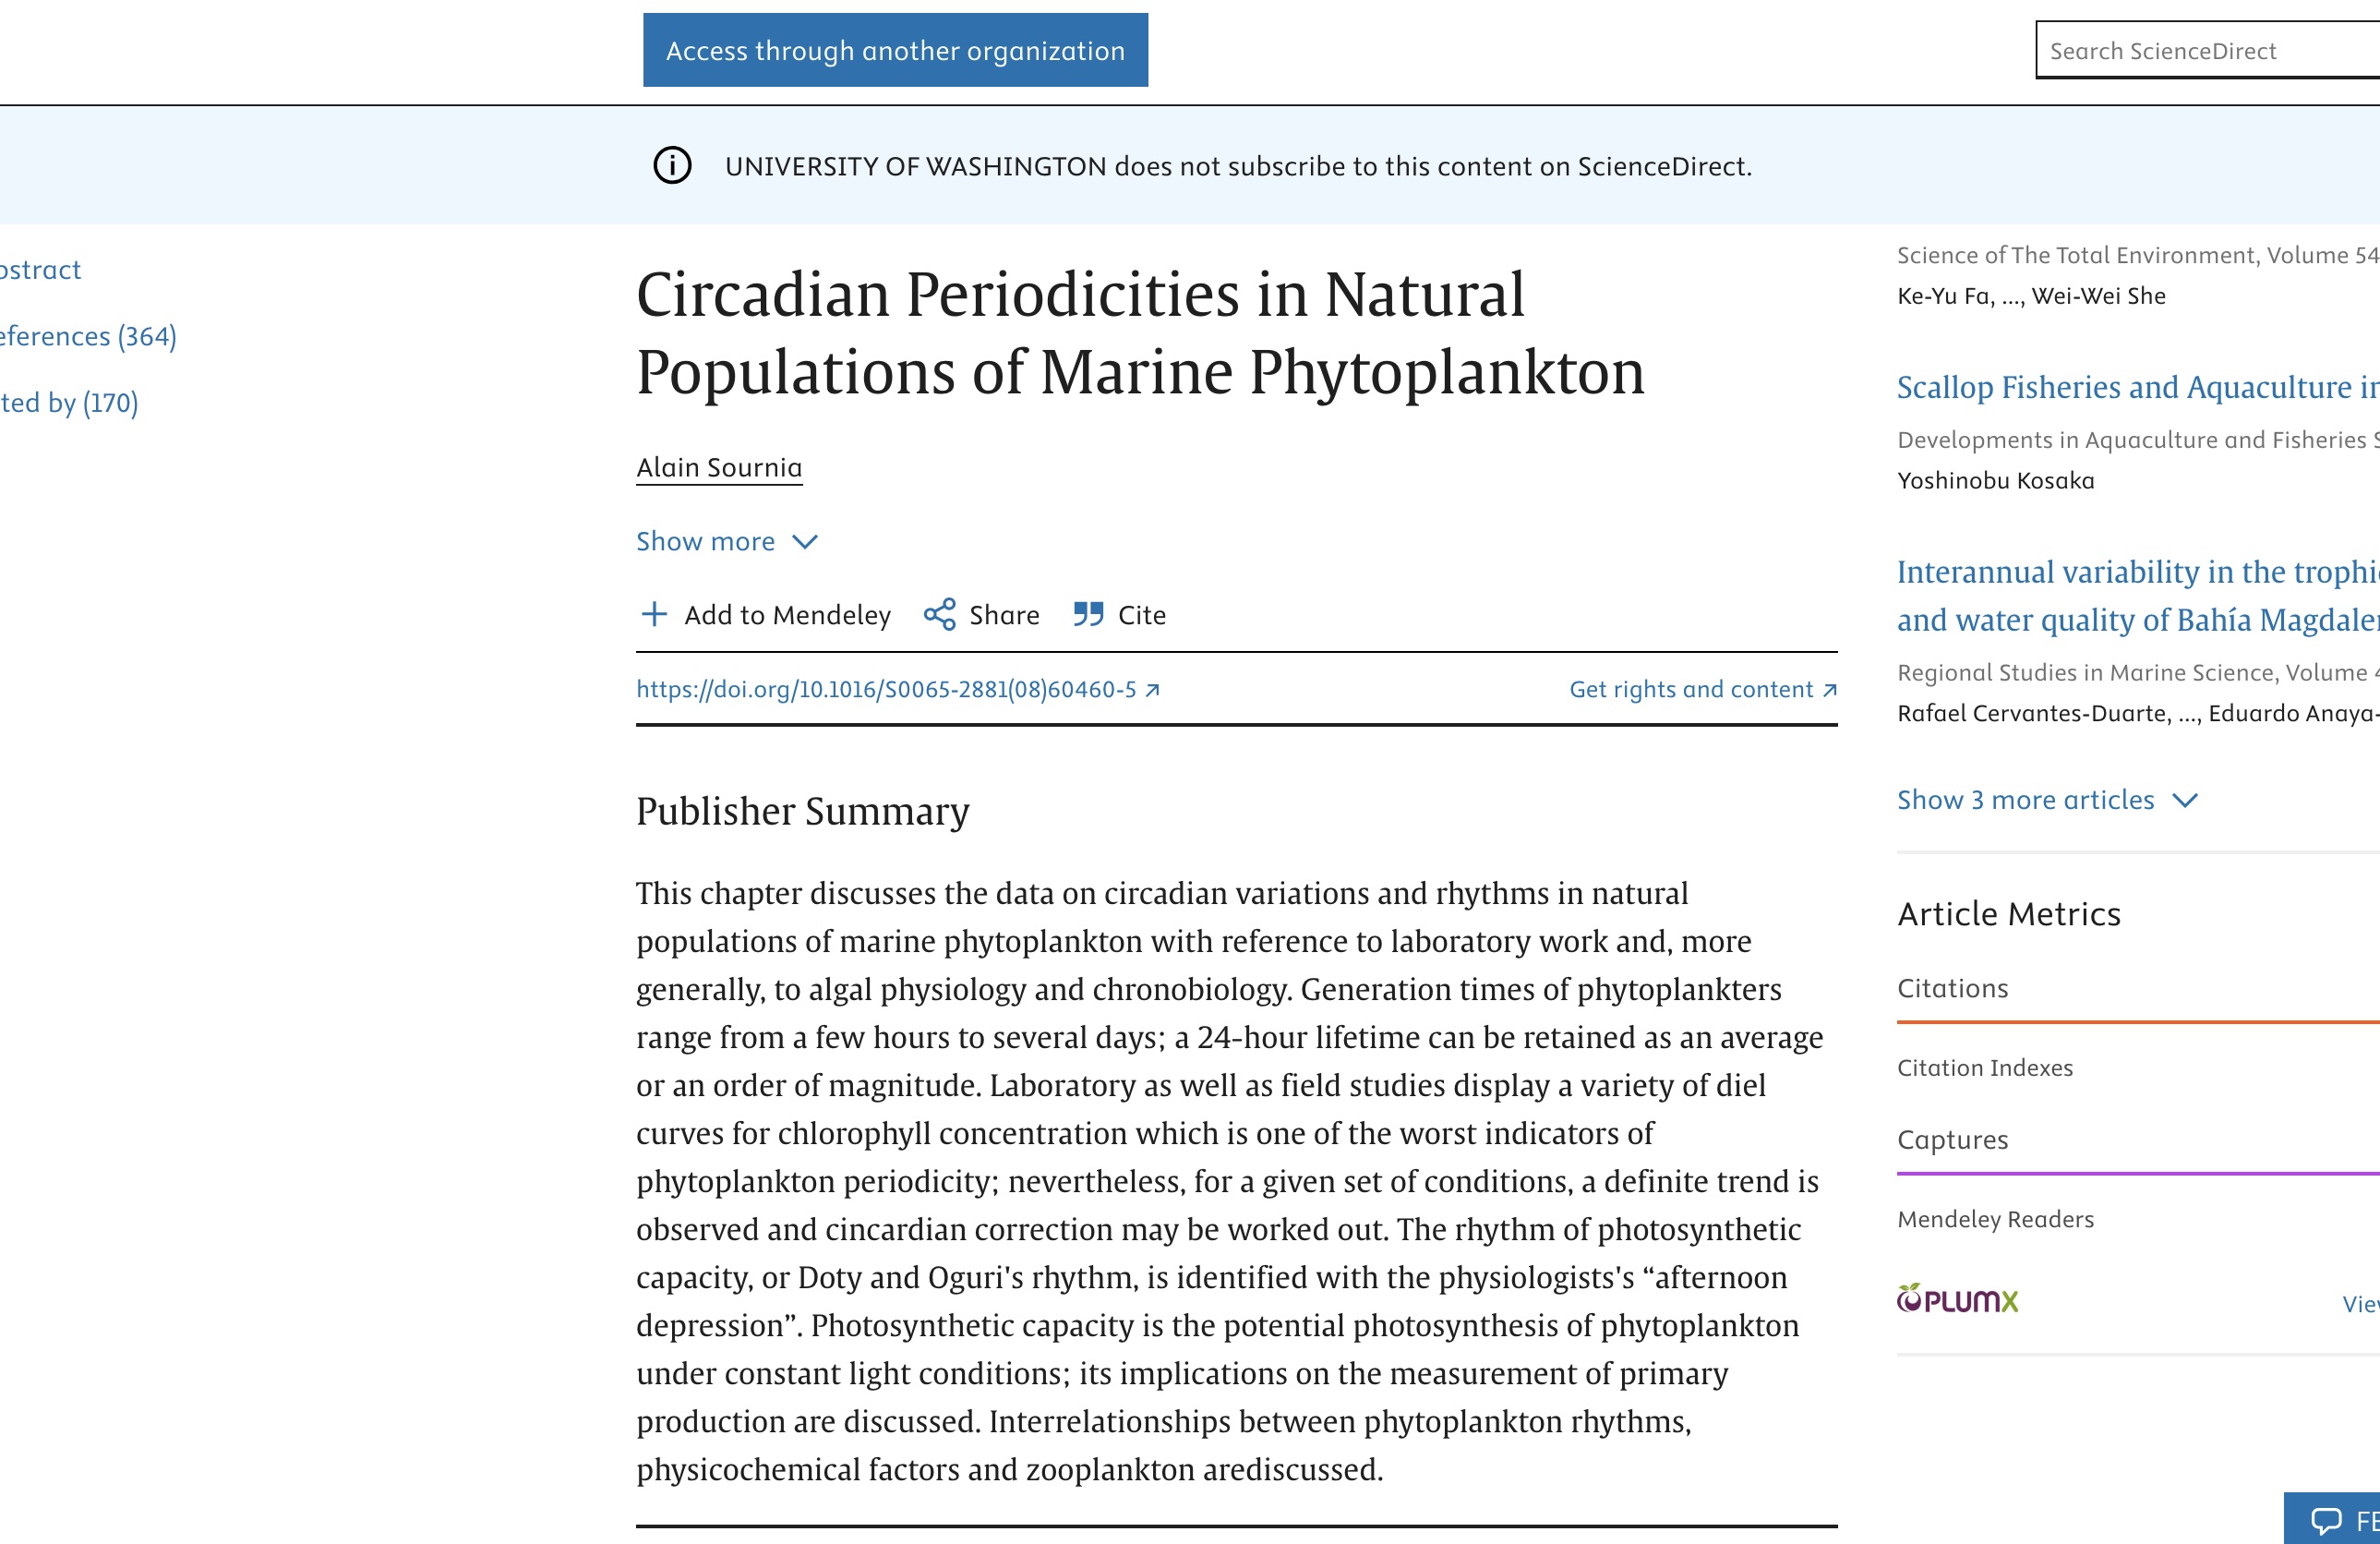 Access through another organization
Search ScienceDirect
UNIVERSITY OF WASHINGTON does not subscribe to this content on ScienceDirect.
ostract
eferences (364)
ted by (170)
Circadian Periodicities in Natural
Populations of Marine Phytoplankton
Alain Sournia
Show more
Add to Mendeley
Share
Cite
https://doi.org/10.1016/S0065-2881(08)60460-5
Get rights and content
Publisher Summary
This chapter discusses the data on circadian variations and rhythms in natural
populations of marine phytoplankton with reference to laboratory work and, more
generally, to algal physiology and chronobiology. Generation times of phytoplankters
range from a few hours to several days; a 24-hour lifetime can be retained as an average
or an order of magnitude. Laboratory as well as field studies display a variety of diel
curves for chlorophyll concentration which is one of the worst indicators of
phytoplankton periodicity; nevertheless, for a given set of conditions, a definite trend is
observed and cincardian correction may be worked out. The rhythm of photosynthetic
capacity, or Doty and Oguri's rhythm, is identified with the physiologists's “afternoon
depression”. Photosynthetic capacity is the potential photosynthesis of phytoplankton
under constant light conditions; its implications on the measurement of primary
production are discussed. Interrelationships between phytoplankton rhythms,
physicochemical factors and zooplankton arediscussed.
Science of The Total Environment, Volume 54
Ke-Yu Fa, ..., Wei-Wei She
Scallop Fisheries and Aquaculture in
Developments in Aquaculture and Fisheries S
Yoshinobu Kosaka
Interannual variability in the trophi
and water quality of Bahía Magdale
Regional Studies in Marine Science, Volume 4
Rafael Cervantes-Duarte, ..., Eduardo Anaya-
Show 3 more articles
Article Metrics
Citations
Citation Indexes
Captures
Mendeley Readers
PLUMX
View
FE